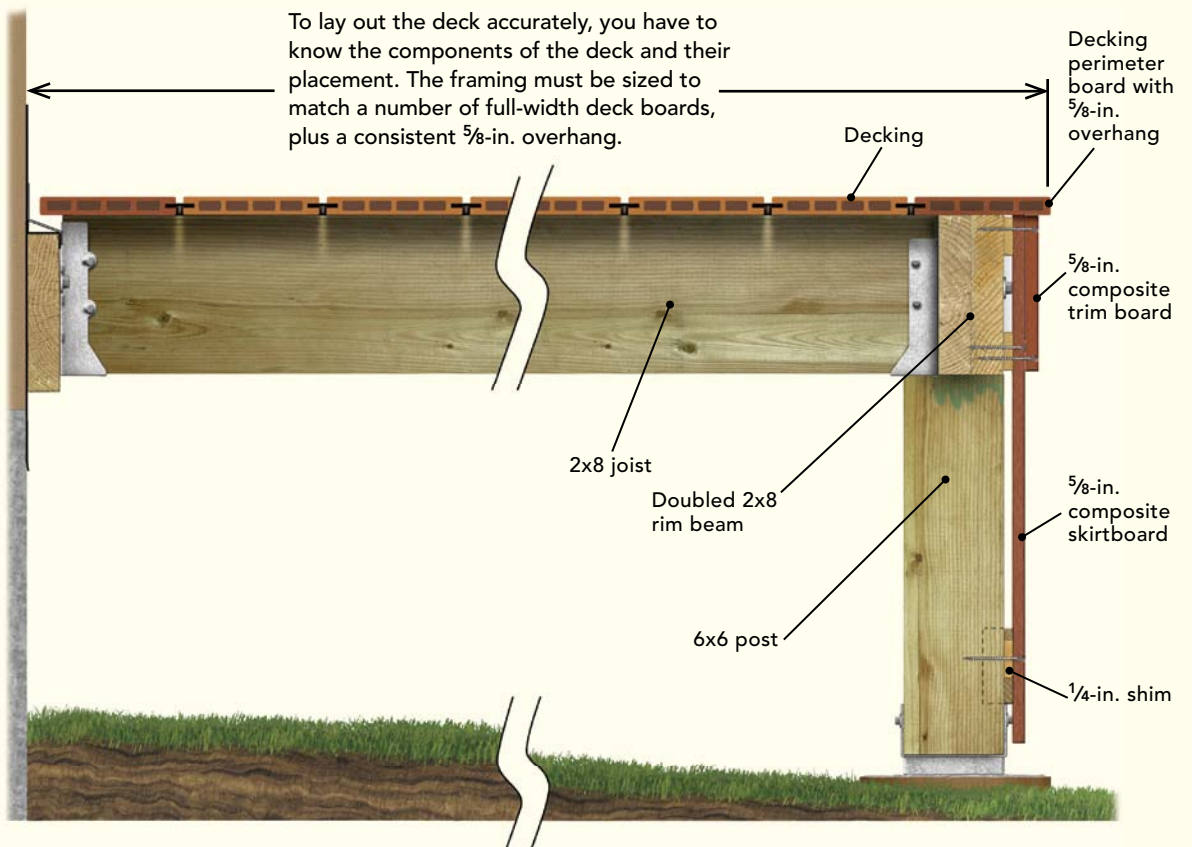 To lay out the deck accurately, you have to
know the components of the deck and their
placement. The framing must be sized to
match a number of full-width deck boards,
plus a consistent 5⁄8-in. overhang.
Decking
perimeter
board with
5⁄8-in.
overhang
Decking
5⁄8-in.
composite
trim board
2x8 joist
Doubled 2x8
rim beam
5⁄8-in.
composite
skirtboard
6x6 post
1⁄4-in. shim